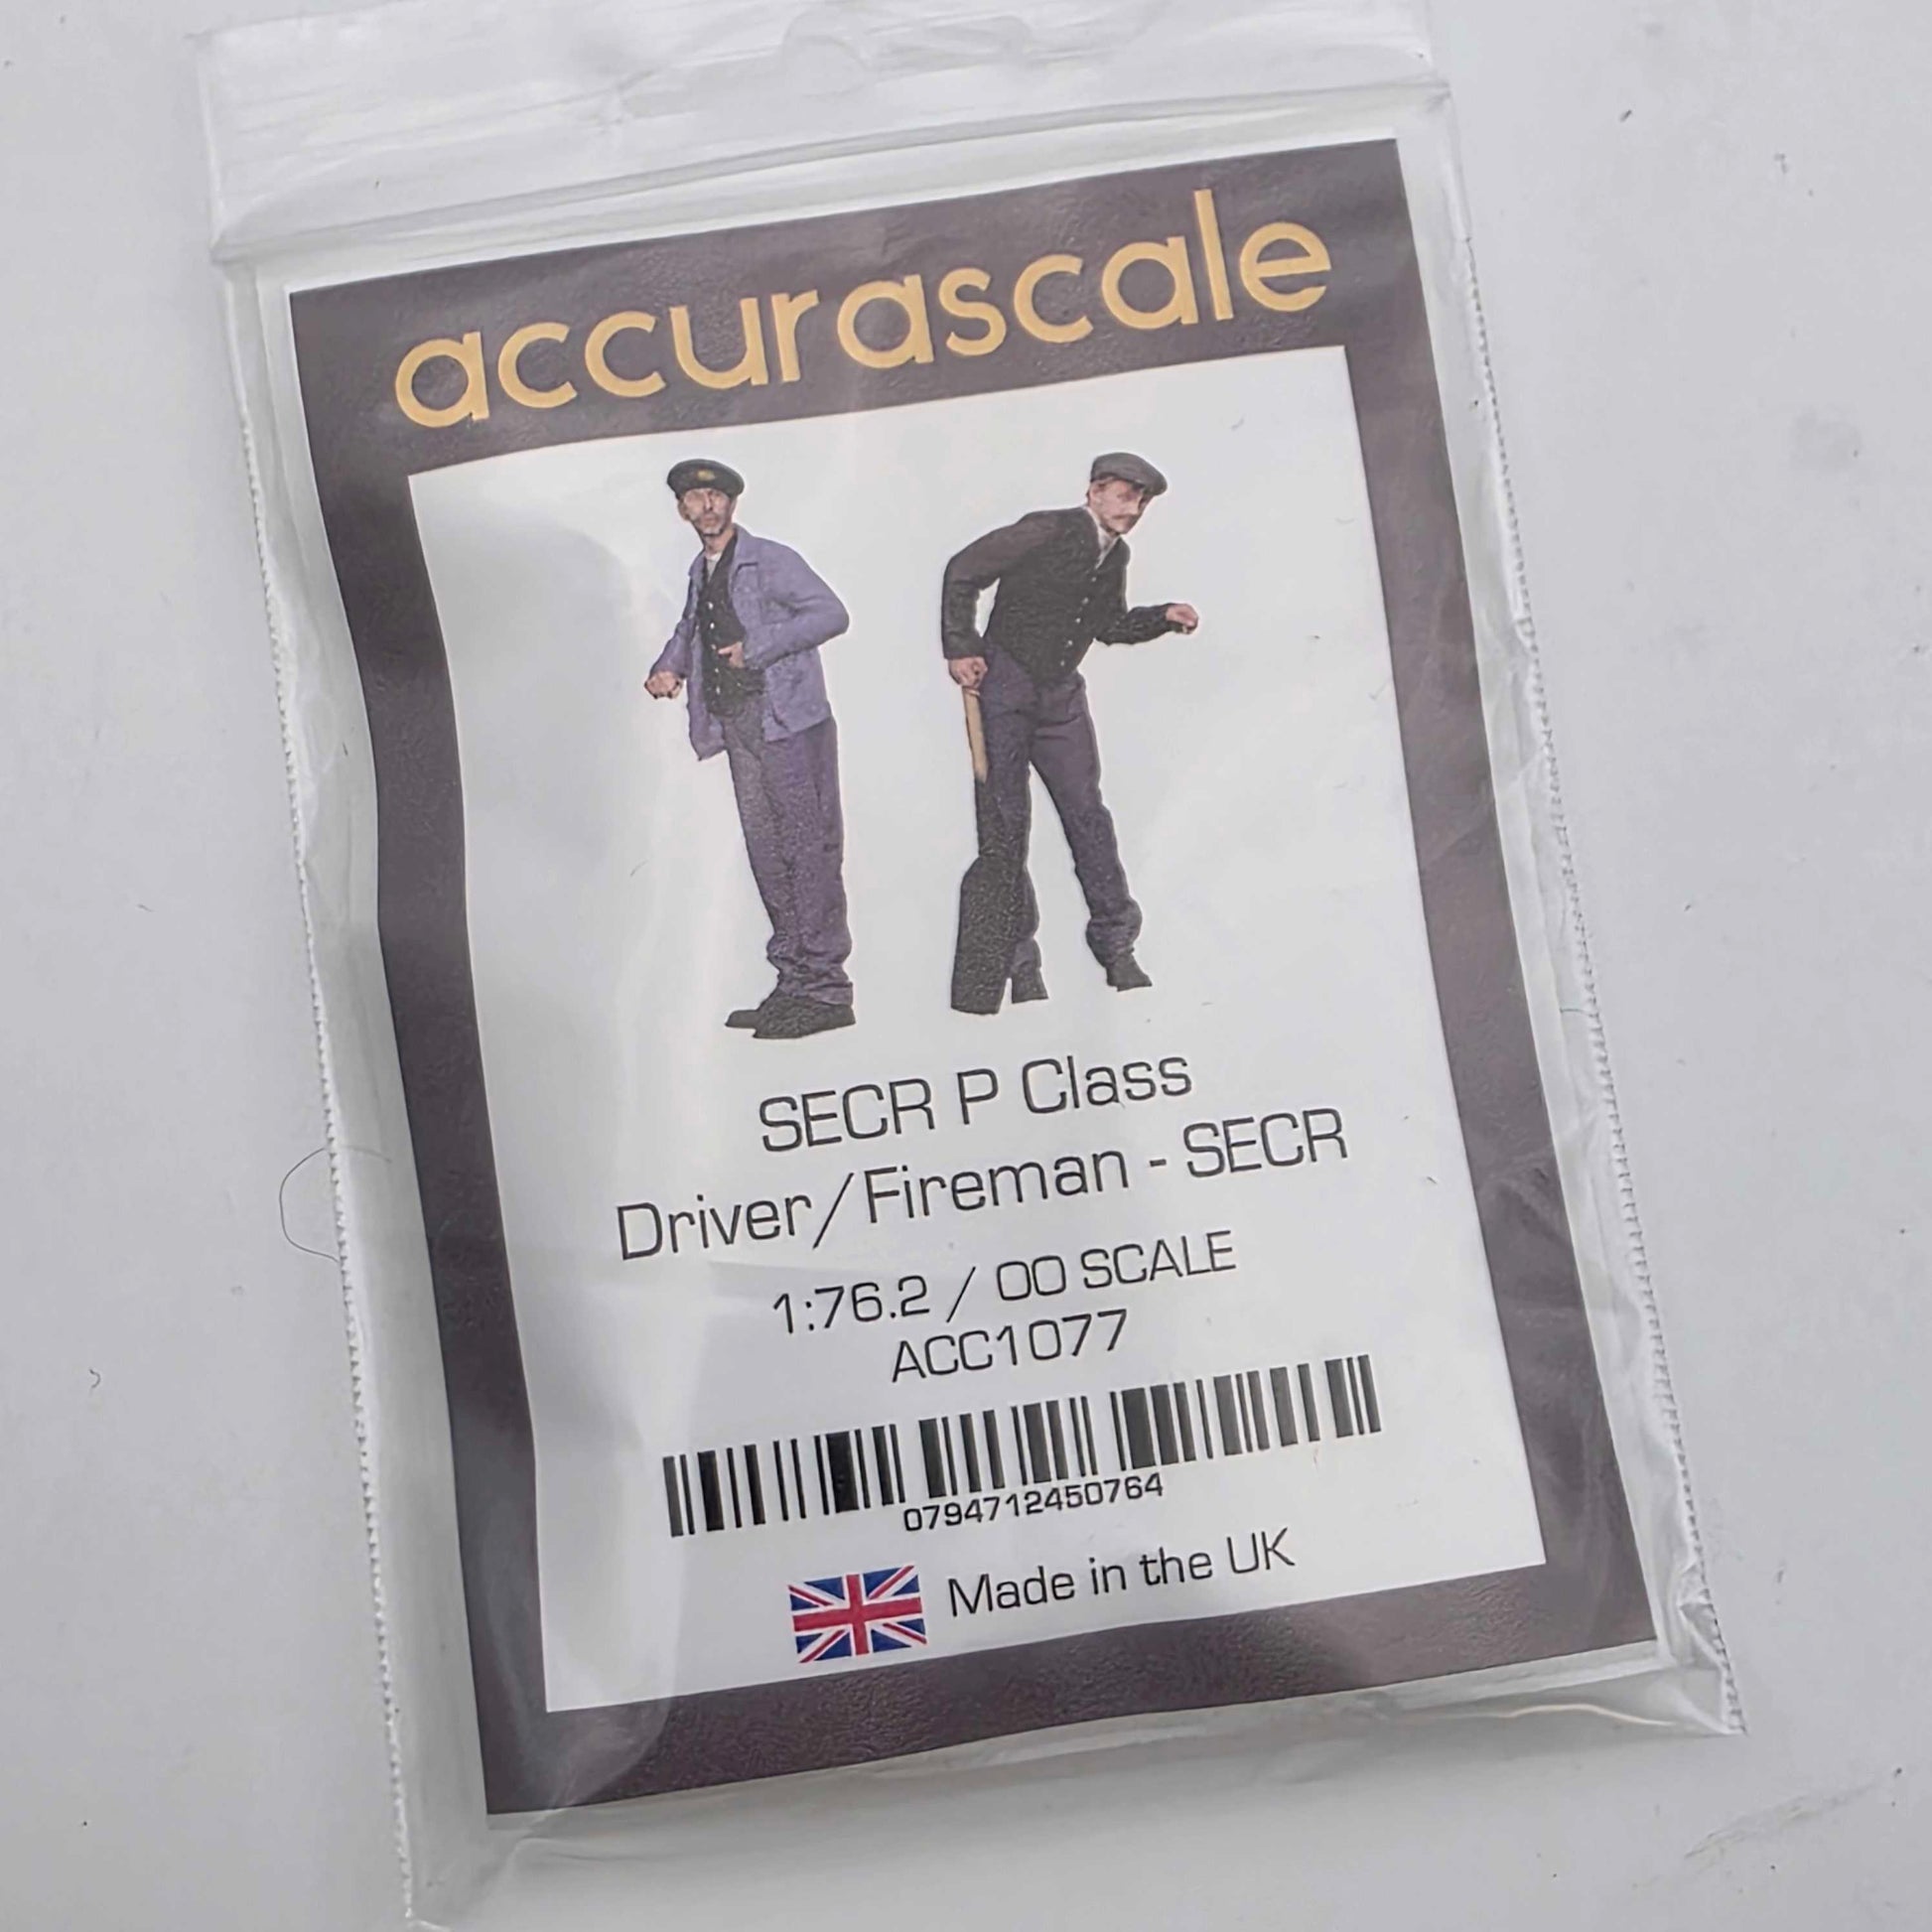 accurascale
SECR P Class
Driver/Fireman - SECR
1:76.2 / OO SCALE
ACC1077
0794712450764
Made in the UK